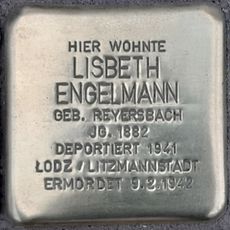 HIER WOHNTE
LISBETH
ENGELMANN
GEB. REYERSBACH
JG. 1882
DEPORTIERT 1941
ŁODZ / LITZMANNSTADT
ERMORDET 9.2.1942